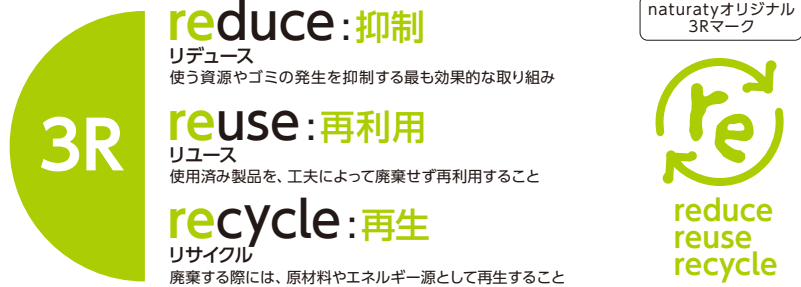 3R
reduce:抑制
リデュース
使う資源やゴミの発生を抑制する最も効果的な取り組み
reuse:再利用
リユース
使用済み製品を、工夫によって廃棄せず再利用すること
recycle:再生
リサイクル
廃棄する際には、原材料やエネルギー源として再生すること
naturatyオリジナル
3Rマーク
re
reduce
reuse
recycle